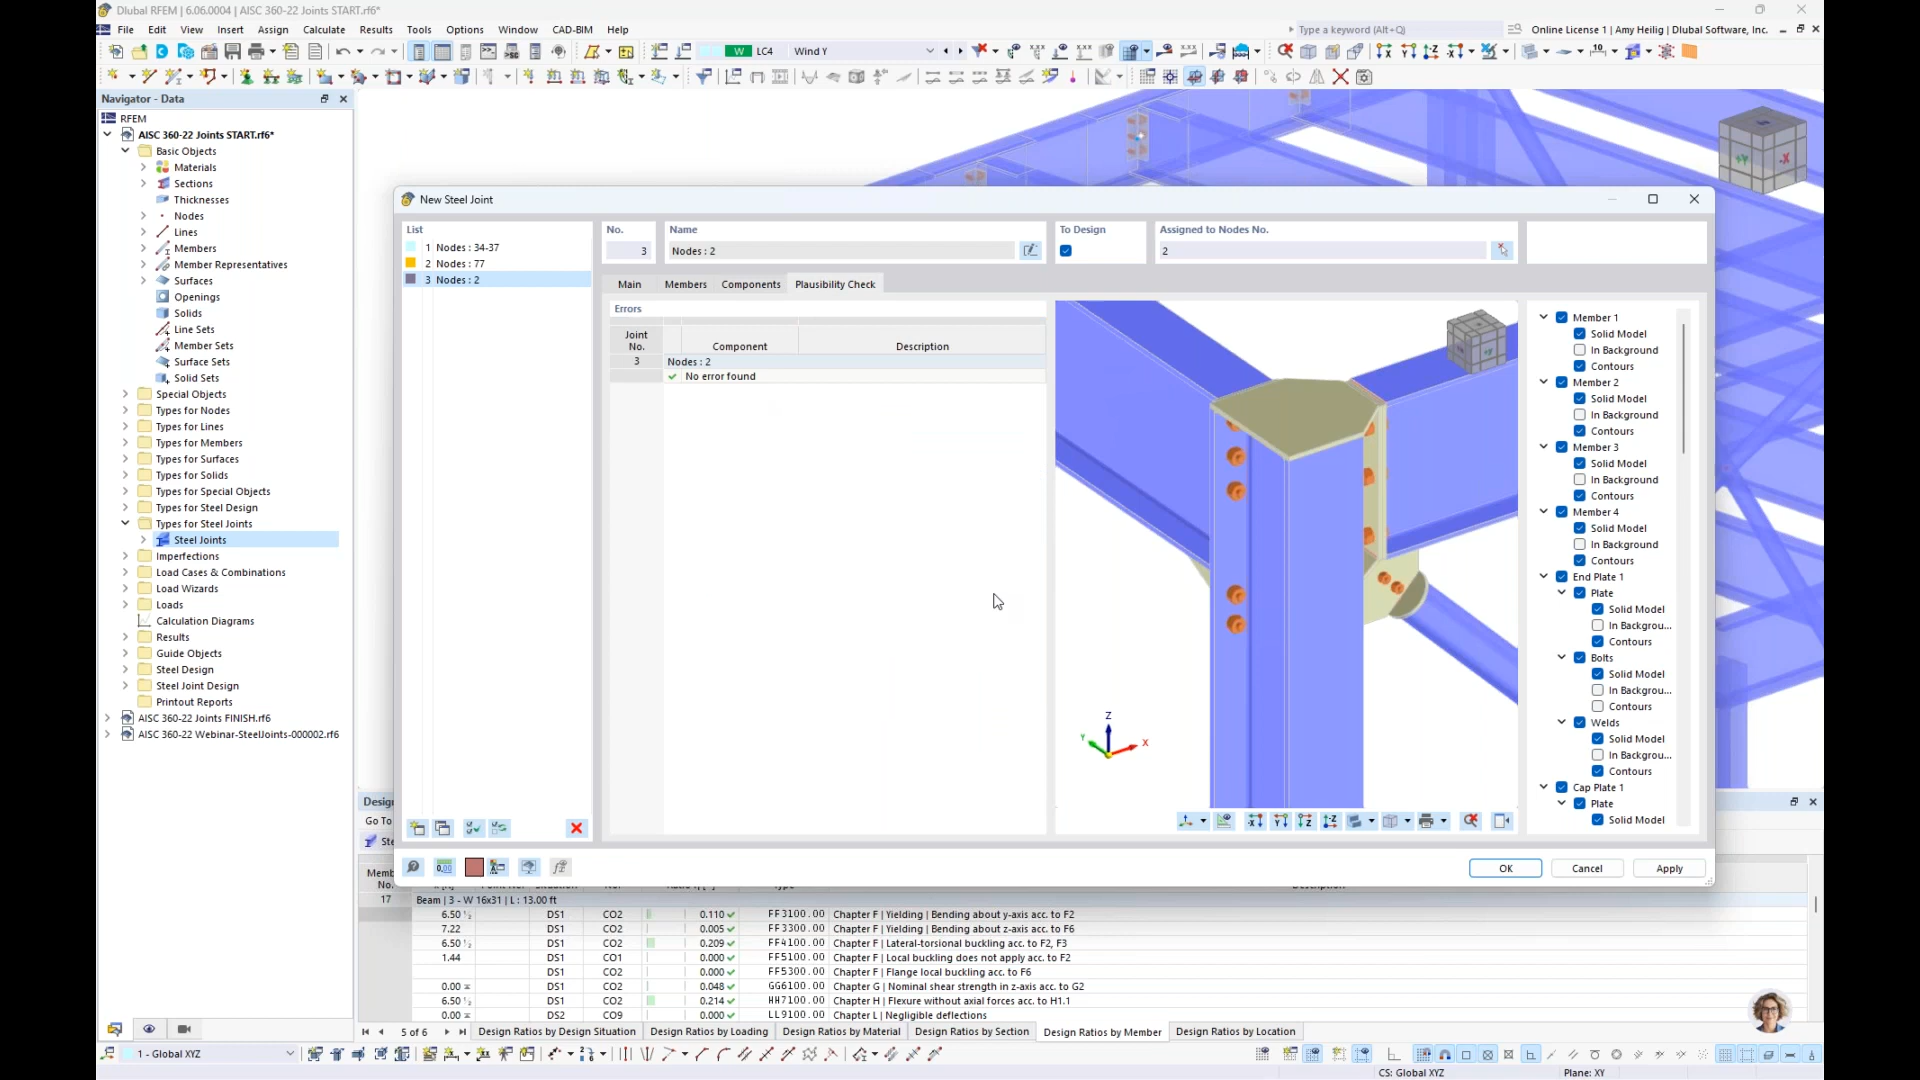 Dlubal RFEM | 6.06.0004 | AISC 360-22 Joints START.rf6*
File Edit View Insert Assign Calculate Results Tools Options Window CAD-BIM Help
Type a keyword (Alt+Q)
Online License 1 | Amy Heilig | Dlubal Software, Inc.
W LC4 Wind Y
Navigator - Data
RFEM
AISC 360-22 Joints START.rf6*
Basic Objects
Materials
Sections
Thicknesses
Nodes
Lines
Members
Member Representatives
Surfaces
Openings
Solids
Line Sets
Member Sets
Surface Sets
Solid Sets
Special Objects
Types for Nodes
Types for Lines
Types for Members
Types for Surfaces
Types for Solids
Types for Special Objects
Types for Steel Design
Types for Steel Joints
Steel Joints
Imperfections
Load Cases & Combinations
Load Wizards
Loads
Calculation Diagrams
Results
Guide Objects
Steel Design
Steel Joint Design
Printout Reports
AISC 360-22 Joints FINISH.rf6
AISC 360-22 Webinar-SteelJoints-000002.rf6
New Steel Joint
List
1 Nodes : 34-37
2 Nodes : 77
3 Nodes : 2
No.
3
Name
Nodes : 2
To Design
Assigned to Nodes No.
2
Main Members Components Plausibility Check
Errors
Joint
No. Component Description
3 Nodes : 2
No error found
Z
Y
X
+Y
-X
Member 1
Solid Model
In Background
Contours
Member 2
Solid Model
In Background
Contours
Member 3
Solid Model
In Background
Contours
Member 4
Solid Model
In Background
Contours
End Plate 1
Plate
Solid Model
In Backgrou...
Contours
Bolts
Solid Model
In Backgrou...
Contours
Welds
Solid Model
In Backgrou...
Contours
Cap Plate 1
Plate
Solid Model
OK Cancel Apply
Desig
Go To
Ste
Memb
No.
17 Beam | 3 - W 16x31 | L : 13.00 ft
6.50 ½ DS1 CO2 0.110 FF3100.00 Chapter F | Yielding | Bending about y-axis acc. to F2
7.22 DS1 CO2 0.005 FF3300.00 Chapter F | Yielding | Bending about z-axis acc. to F6
6.50 ½ DS1 CO2 0.209 FF4100.00 Chapter F | Lateral-torsional buckling acc. to F2, F3
1.44 DS1 CO1 0.000 FF5100.00 Chapter F | Local buckling does not apply acc. to F2
DS1 CO2 0.000 FF5300.00 Chapter F | Flange local buckling acc. to F6
0.00 DS1 CO2 0.048 GG6100.00 Chapter G | Nominal shear strength in z-axis acc. to G2
6.50 ½ DS1 CO2 0.214 HH7100.00 Chapter H | Flexure without axial forces acc. to H1.1
0.00 DS2 CO9 0.000 LL9100.00 Chapter L | Negligible deflections
5 of 6 Design Ratios by Design Situation Design Ratios by Loading Design Ratios by Material Design Ratios by Section Design Ratios by Member Design Ratios by Location
1 - Global XYZ
CS: Global XYZ
Plane: XY